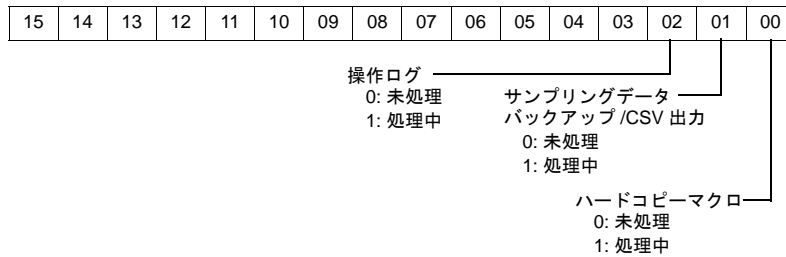 15 14 13 12 11 10 09 08 07 06 05 04 03 02 01 00
操作ログ
0: 未処理
1: 処理中
サンプリングデータ
バックアップ /CSV 出力
0: 未処理
1: 処理中
ハードコピーマクロ
0: 未処理
1: 処理中